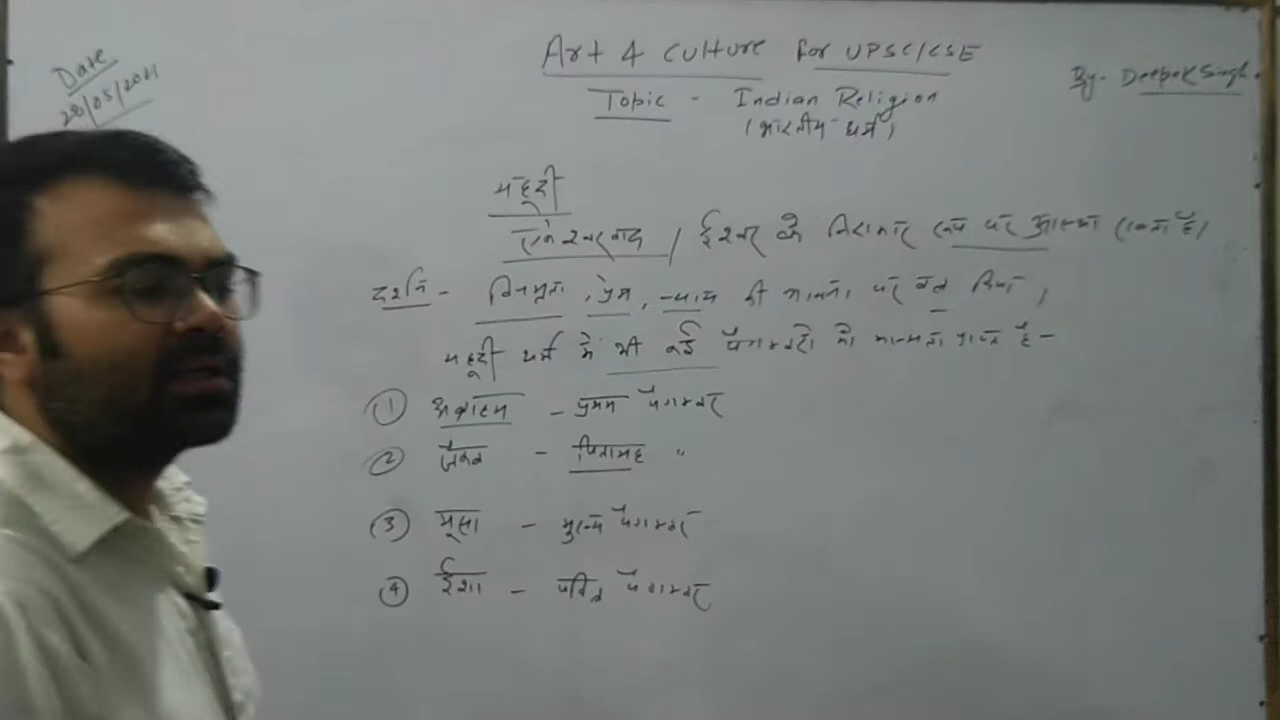 Date
28/05/2021
Art & Culture for UPSC/CSE
By- Deepak Singh.
Topic - Indian Religion
(भारतीय धर्म)
यहूदी
एकेश्वरवाद / ईश्वर के निराकार रूप पर आस्था रखता है।
दर्शन - विनम्रता, प्रेम, न्याय की भावना पर बल दिया,
यहूदी धर्म में भी कई पैगम्बरों को मान्यता प्राप्त है -
① अब्राहम - प्रथम पैगम्बर
② जैकब - पितामह "
③ मूसा - मुख्य पैगम्बर
④ ईशा - पवित्र पैगम्बर